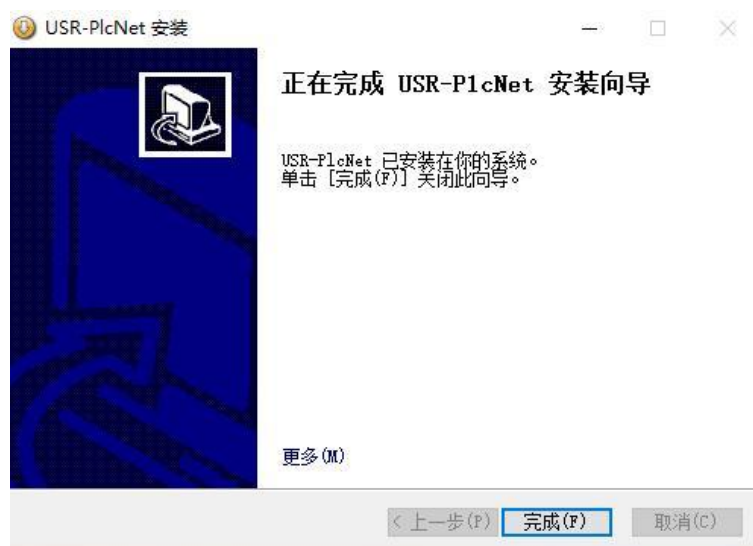 USR-PlcNet 安装
正在完成 USR-PlcNet 安装向导
USR-PlcNet 已安装在你的系统。
单击 [完成(F)] 关闭此向导。
更多(M)
< 上一步(P)
完成(F)
取消(C)